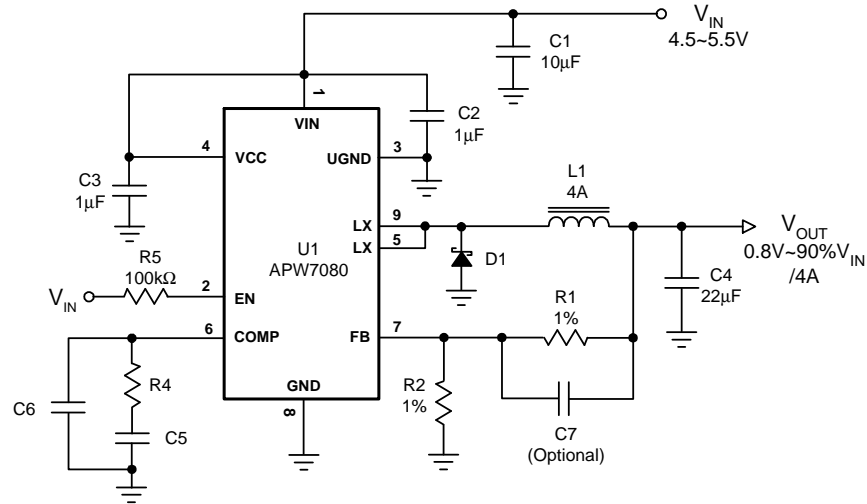 V_IN
4.5~5.5V
C1
10μF
1
VIN
C2
1μF
4
VCC
UGND
3
C3
1μF
L1
4A
LX
9
LX
5
U1
APW7080
D1
V_OUT
0.8V~90%V_IN
/4A
C4
22μF
R5
100kΩ
V_IN
2
EN
R1
1%
6
COMP
FB
7
R4
GND
R2
1%
C6
C5
8
C7
(Optional)